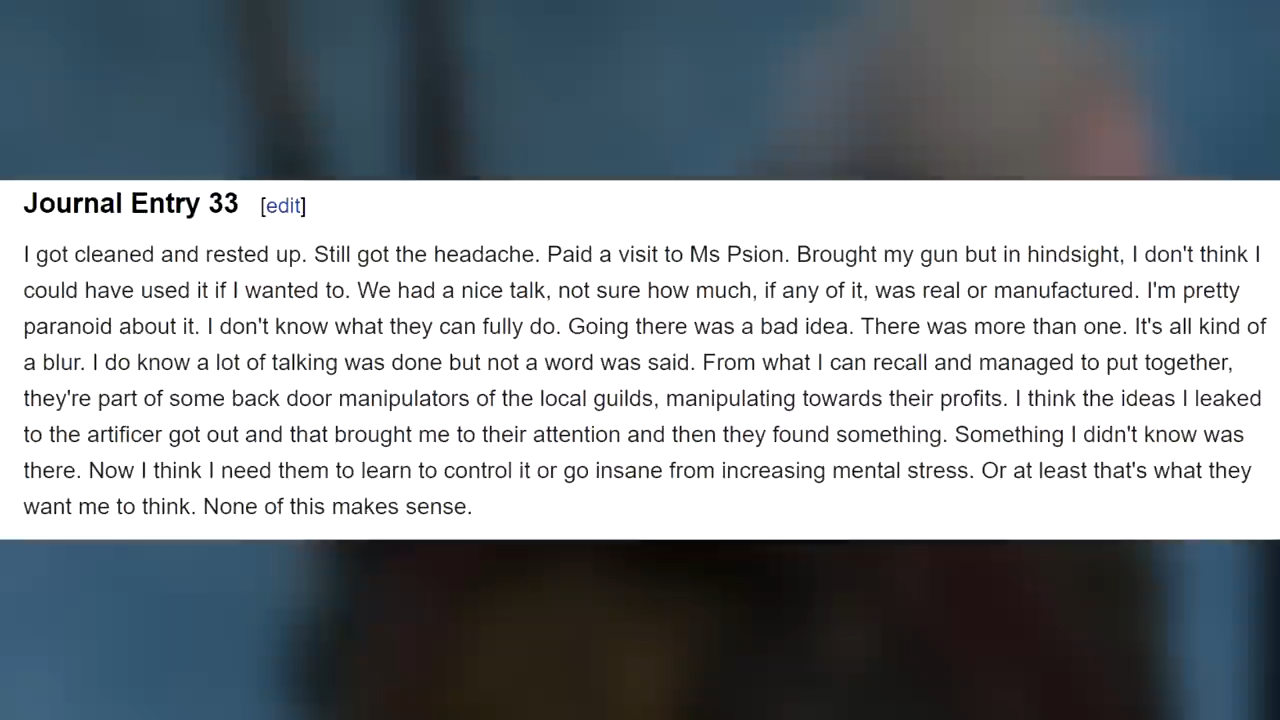 Journal Entry 33 [edit]
I got cleaned and rested up. Still got the headache. Paid a visit to Ms Psion. Brought my gun but in hindsight, I don't think I
could have used it if I wanted to. We had a nice talk, not sure how much, if any of it, was real or manufactured. I'm pretty
paranoid about it. I don't know what they can fully do. Going there was a bad idea. There was more than one. It's all kind of
a blur. I do know a lot of talking was done but not a word was said. From what I can recall and managed to put together,
they're part of some back door manipulators of the local guilds, manipulating towards their profits. I think the ideas I leaked
to the artificer got out and that brought me to their attention and then they found something. Something I didn't know was
there. Now I think I need them to learn to control it or go insane from increasing mental stress. Or at least that's what they
want me to think. None of this makes sense.